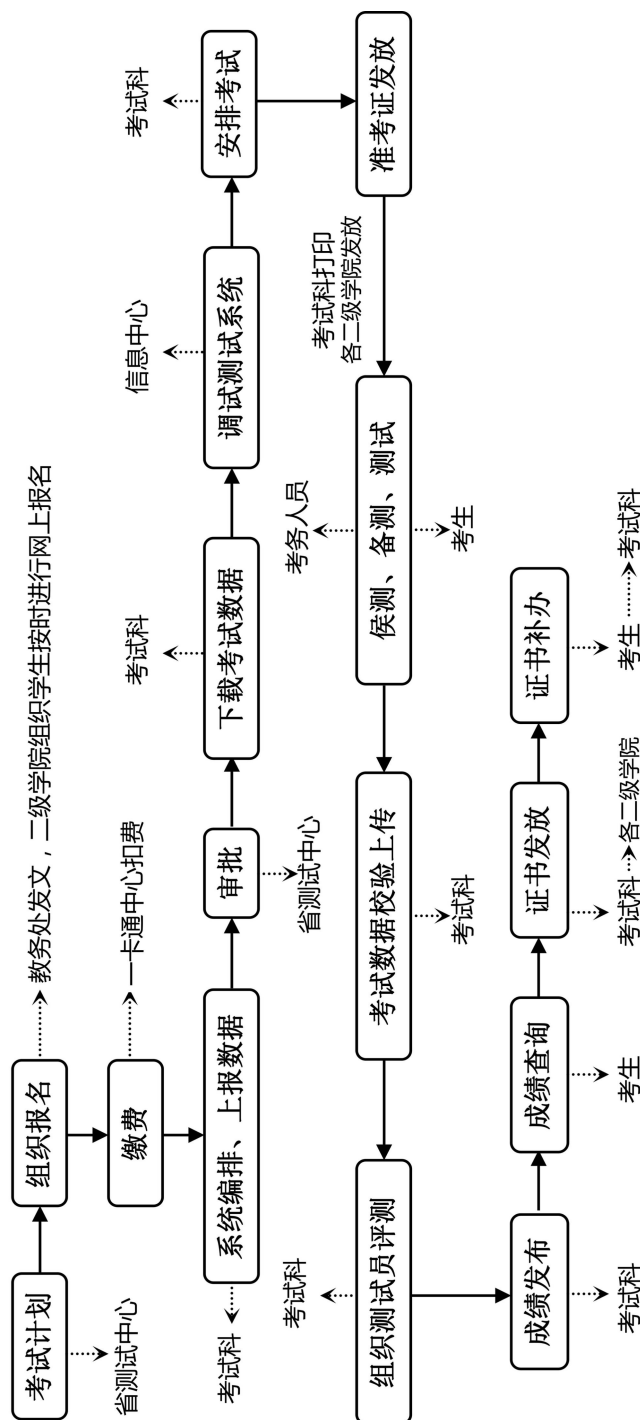 考试计划
省测试中心
组织报名
教务处发文，二级学院组织学生按时进行网上报名
缴费
一卡通中心扣费
系统编排、上报数据
考试科
审批
省测试中心
下载考试数据
考试科
调试测试系统
信息中心
安排考试
考试科
准考证发放
考试科打印
各二级学院发放
侯测、备测、测试
考务人员
考生
考试数据校验上传
考试科
组织测试员评测
考试科
成绩发布
考试科
成绩查询
考生
证书发放
考试科
各二级学院
证书补办
考生
考试科